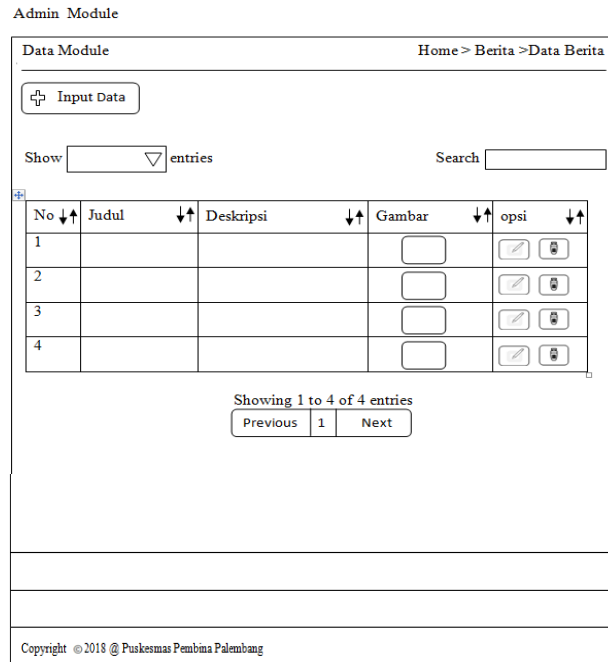 Admin Module
Data Module Home > Berita >Data Berita
Input Data
Show entries Search
No Judul Deskripsi Gambar opsi
1
2
3
4
Showing 1 to 4 of 4 entries
Previous 1 Next
Copyright ©2018 @ Puskesmas Pembina Palembang